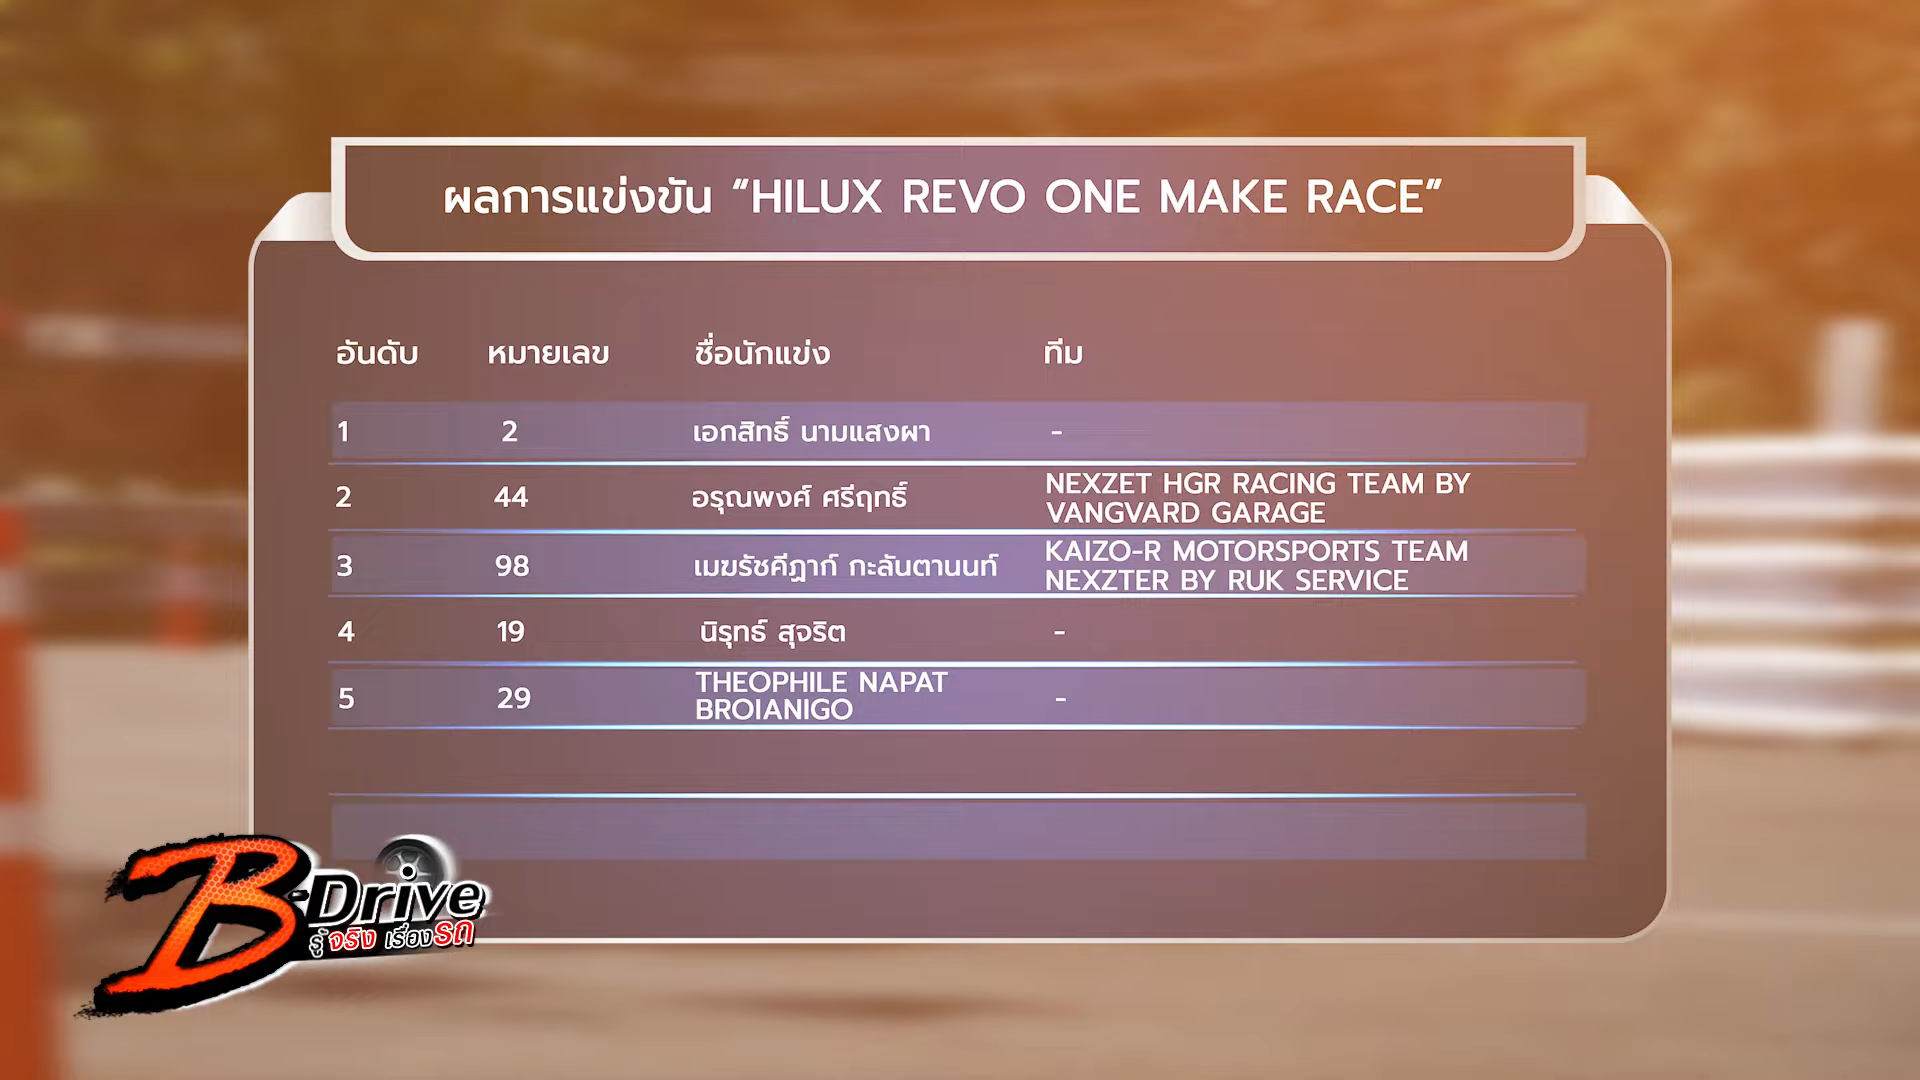 ผลการแข่งขัน “HILUX REVO ONE MAKE RACE”
อันดับ หมายเลข ชื่อนักแข่ง ทีม
1 2 เอกสิทธิ์ นามแสงผา -
2 44 อรุณพงศ์ ศรีฤทธิ์ NEXZET HGR RACING TEAM BY
VANGVARD GARAGE
3 98 เมฆรัชคีฏาก์ กะลันตานนท์ KAIZO-R MOTORSPORTS TEAM
NEXZTER BY RUK SERVICE
4 19 นิรุทธ์ สุจริต -
5 29 THEOPHILE NAPAT
BROIANIGO -
B-Drive
รู้จริง เรื่องรถ